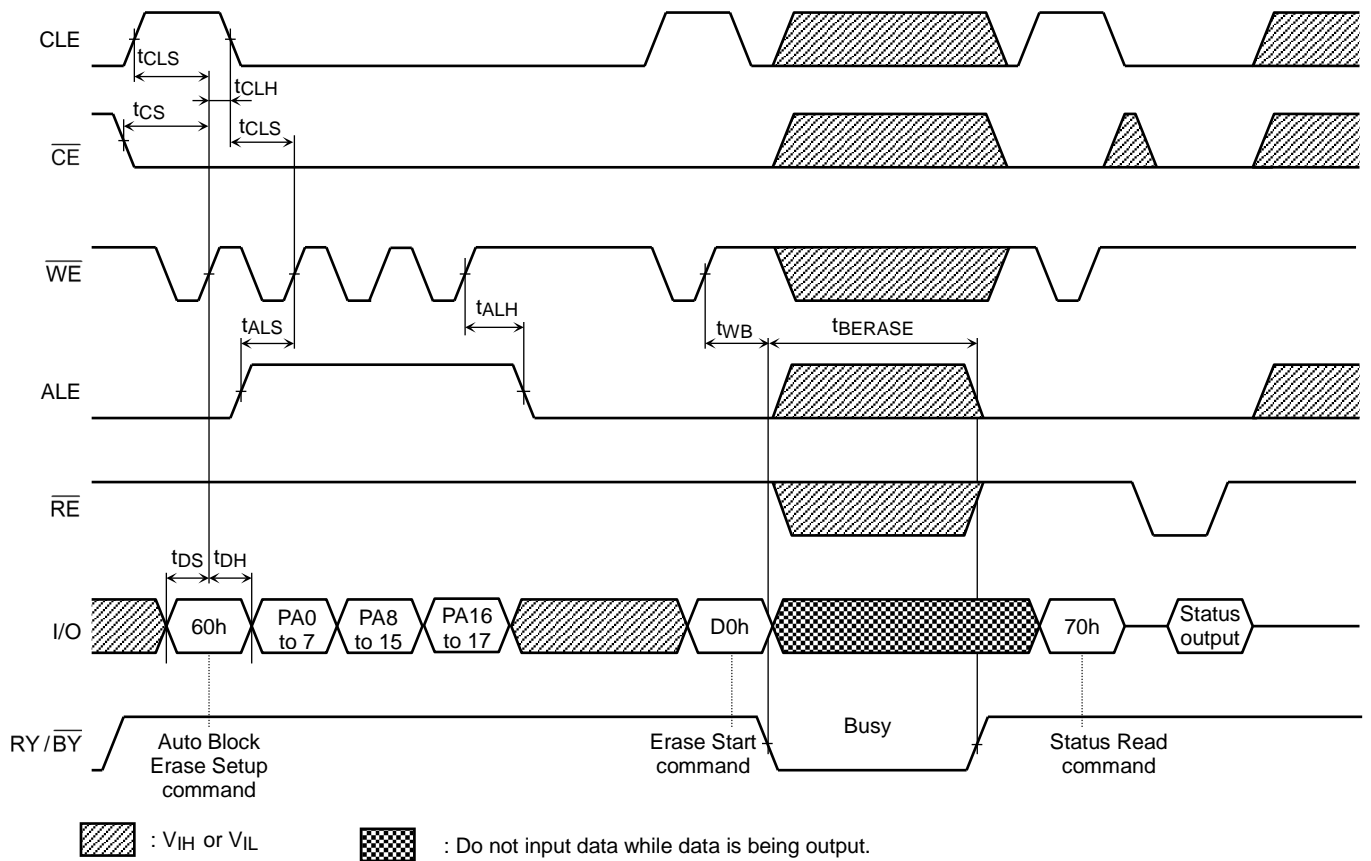 CLE
tCLS
tCLH
tCS
tCLS
CE
WE
tALS
tALH
tWB
tBERASE
ALE
RE
tDS
tDH
I/O
60h
PA0
to 7
PA8
to 15
PA16
to 17
D0h
70h
Status
output
RY/BY
Busy
Auto Block
Erase Setup
command
Erase Start
command
Status Read
command
: VIH or VIL
: Do not input data while data is being output.